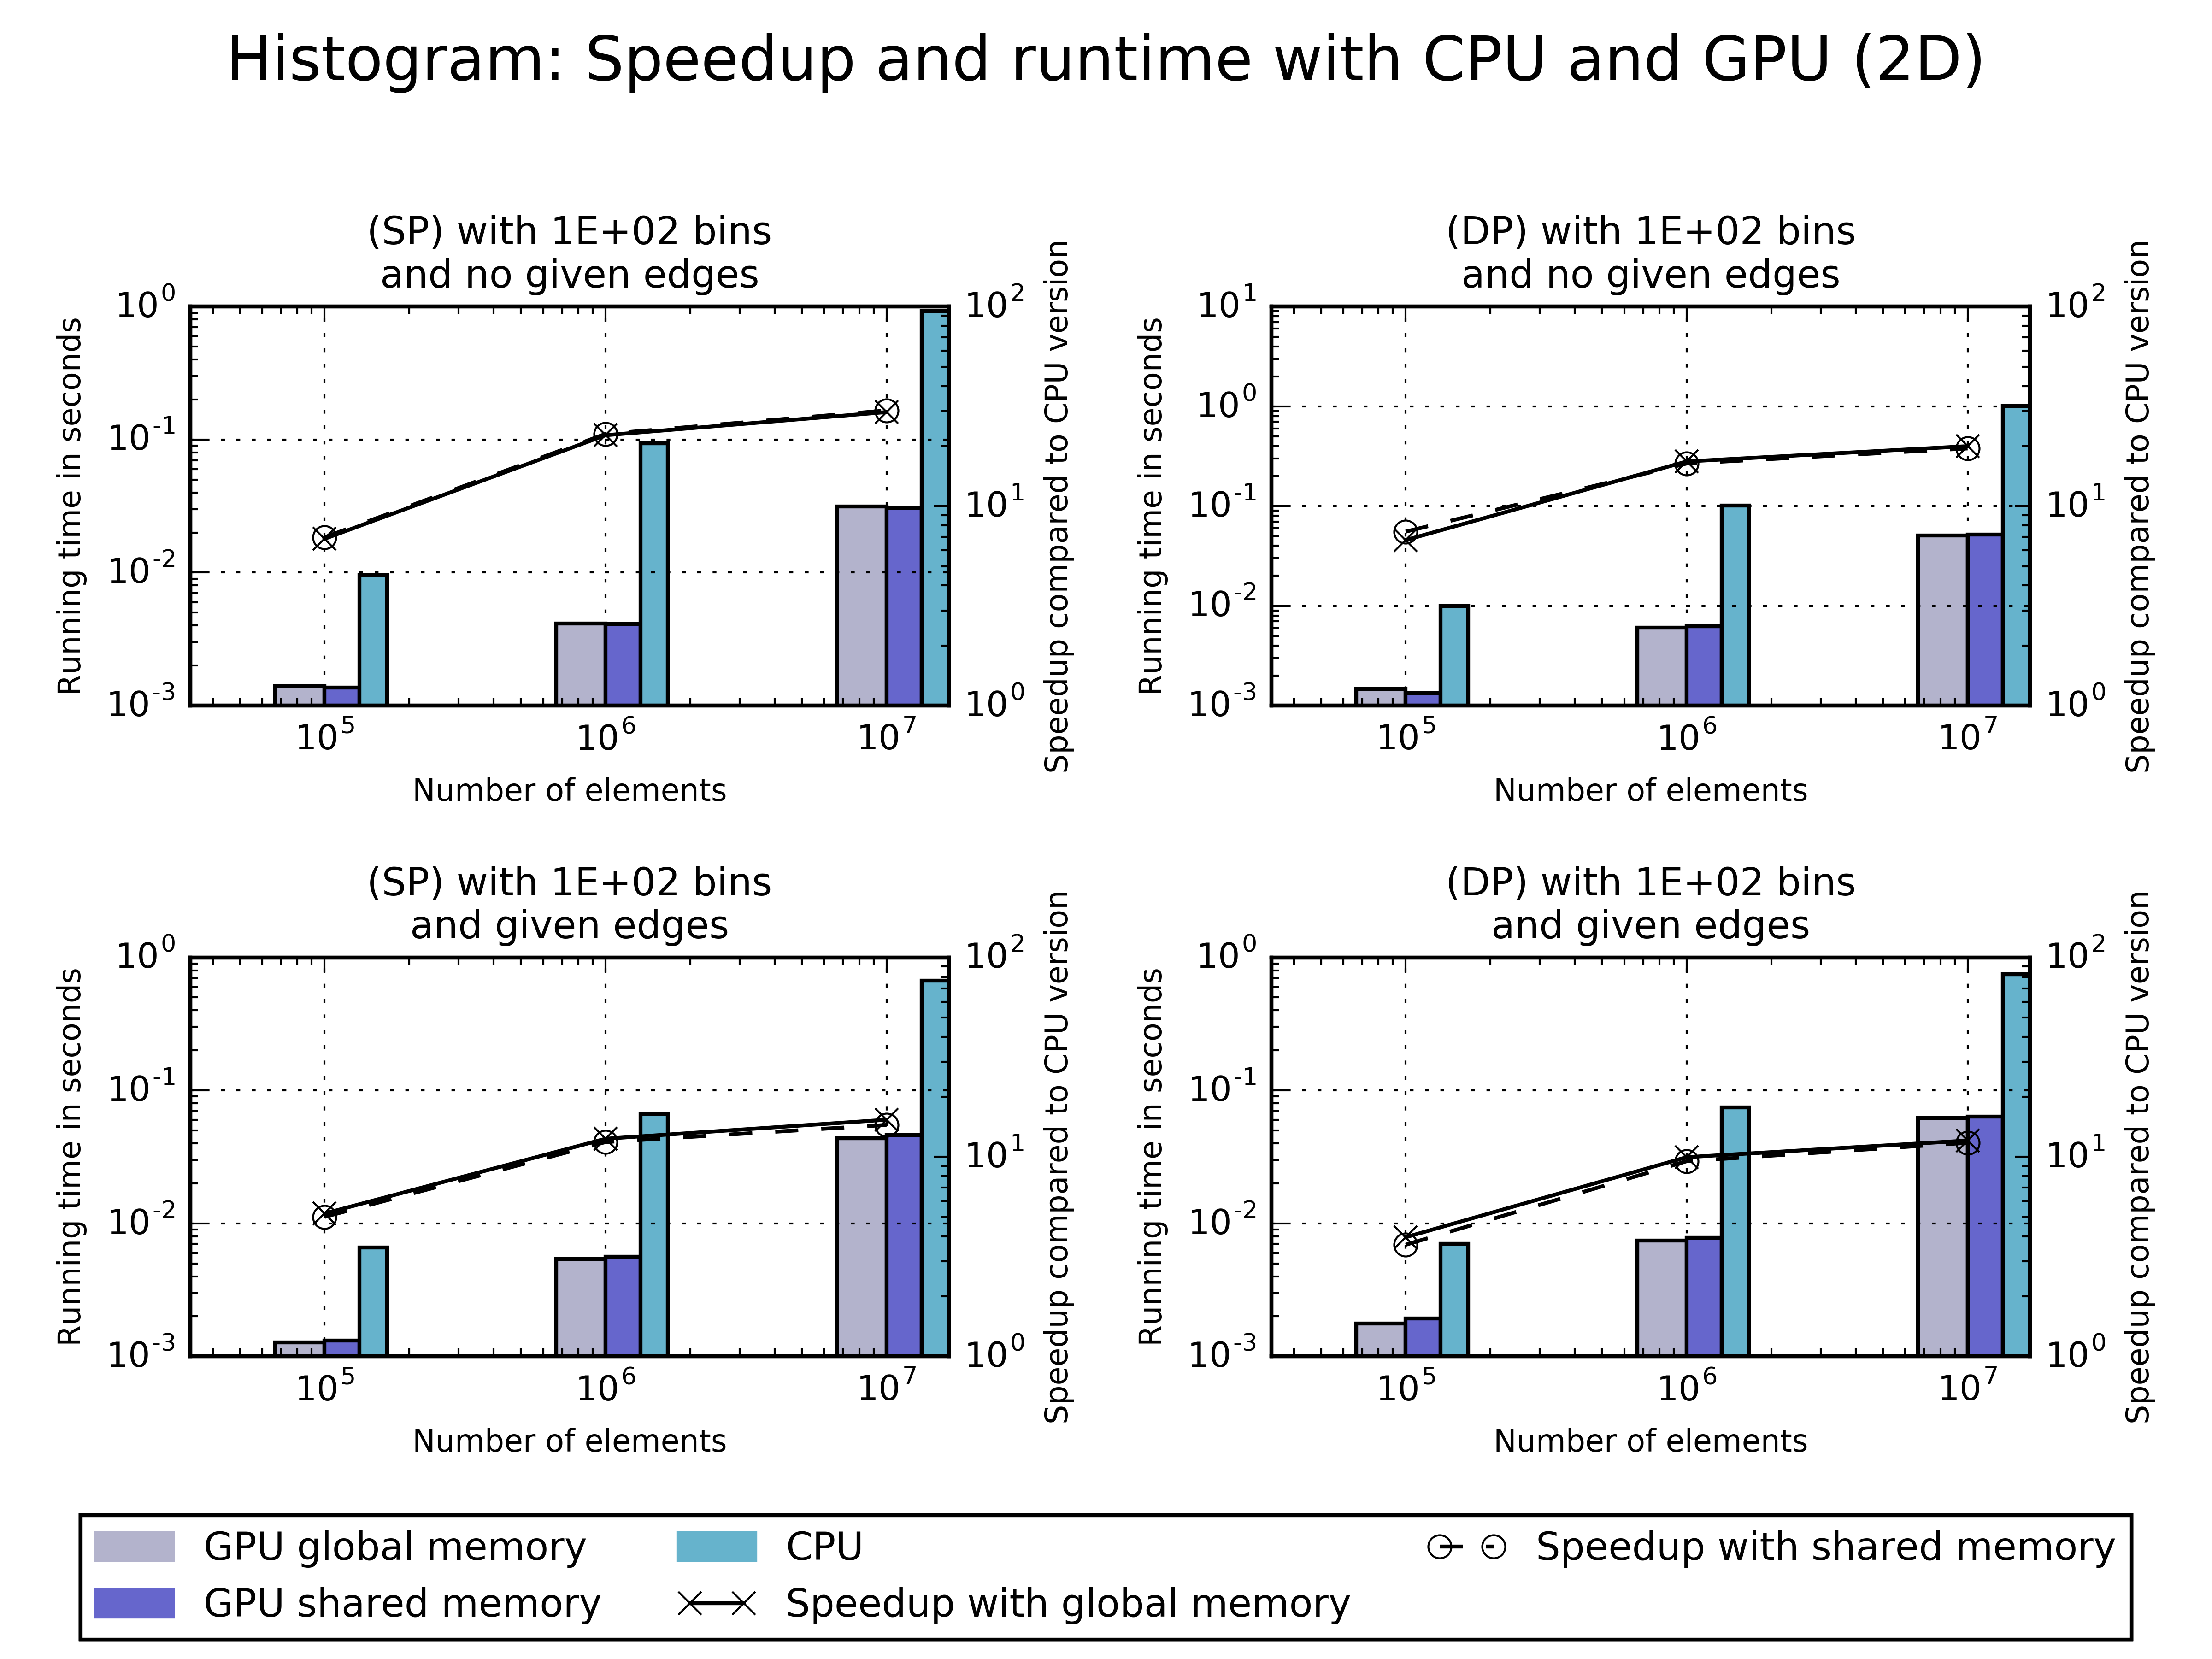 Histogram: Speedup and runtime with CPU and GPU (2D)
(SP) with 1E+02 bins
and no given edges
Running time in seconds
10^0
10^-1
10^-2
10^-3
10^5 10^6 10^7
Number of elements
10^2
10^1
10^0
Speedup compared to CPU version
(DP) with 1E+02 bins
and no given edges
Running time in seconds
10^1
10^0
10^-1
10^-2
10^-3
10^5 10^6 10^7
Number of elements
10^2
10^1
10^0
Speedup compared to CPU version
(SP) with 1E+02 bins
and given edges
Running time in seconds
10^0
10^-1
10^-2
10^-3
10^5 10^6 10^7
Number of elements
10^2
10^1
10^0
Speedup compared to CPU version
(DP) with 1E+02 bins
and given edges
Running time in seconds
10^0
10^-1
10^-2
10^-3
10^5 10^6 10^7
Number of elements
10^2
10^1
10^0
Speedup compared to CPU version
GPU global memory
GPU shared memory
CPU
Speedup with global memory
Speedup with shared memory